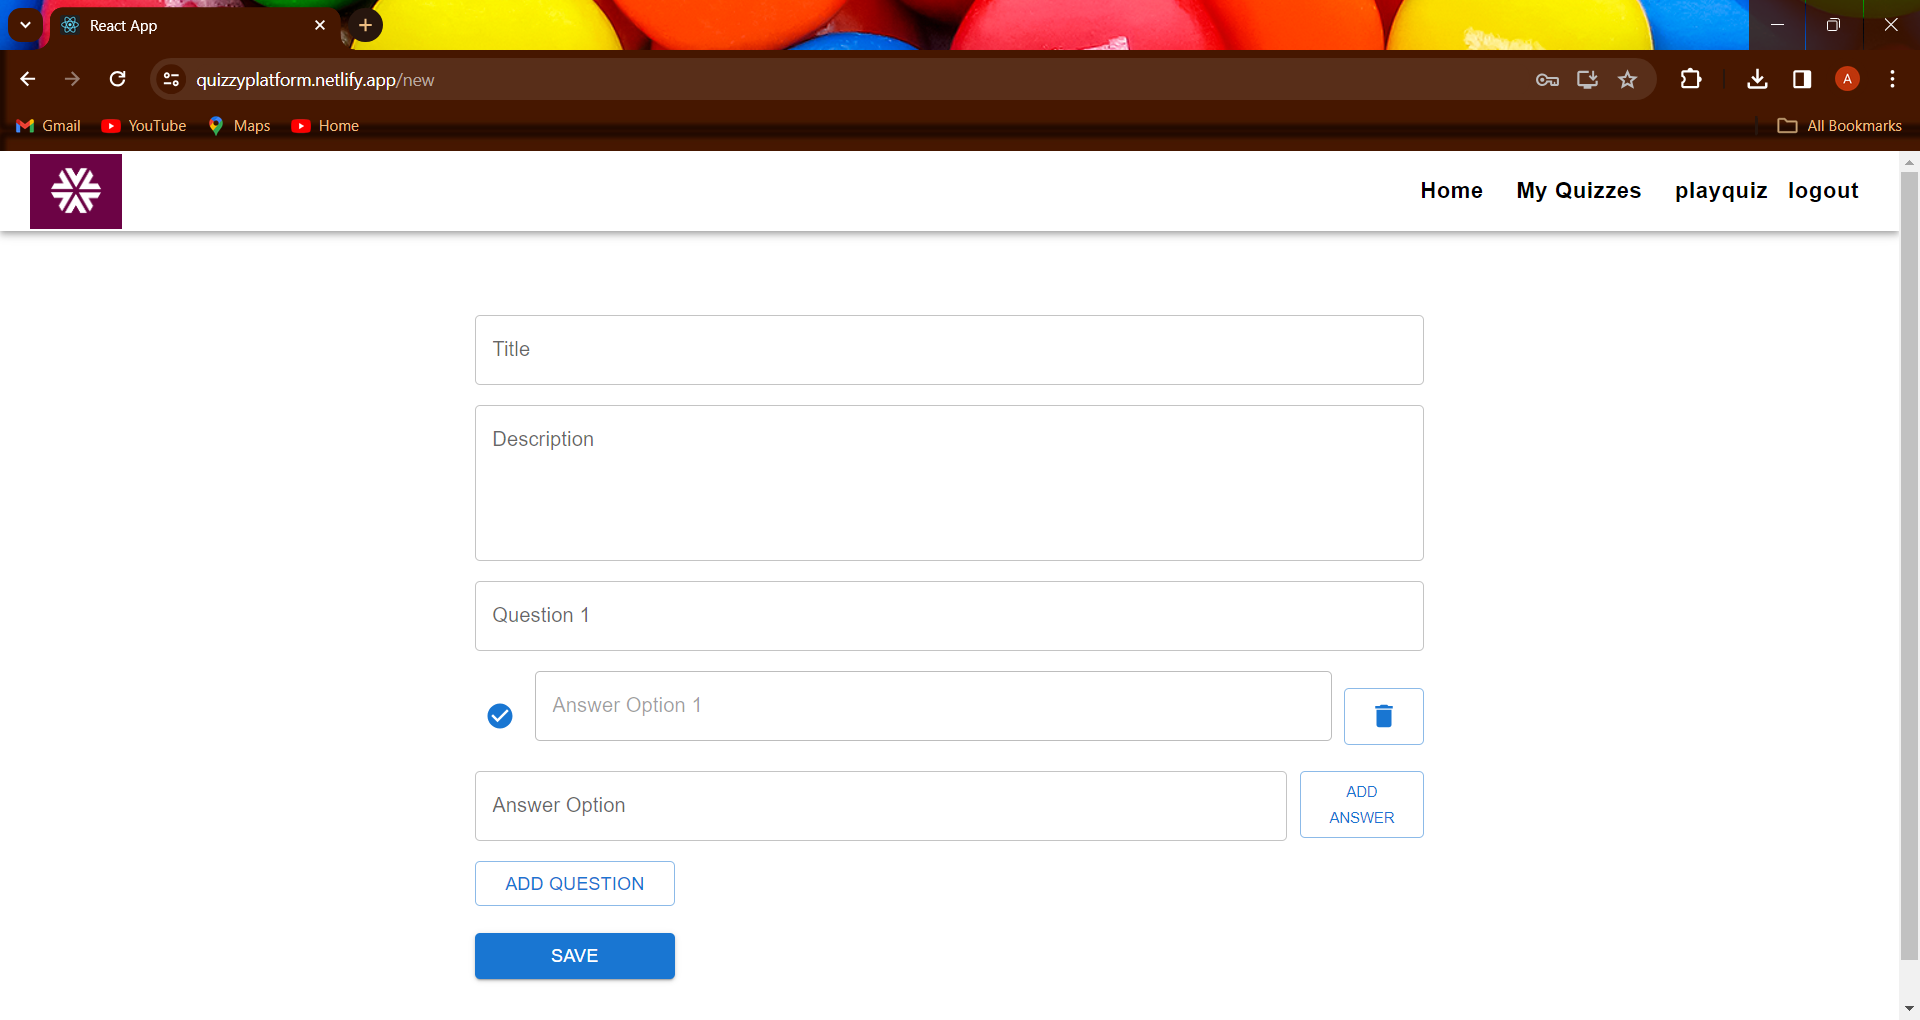 React App
quizzyplatform.netlify.app/new
A
Gmail YouTube Maps Home All Bookmarks
Home My Quizzes playquiz logout
Title
Description
Question 1
Answer Option 1
Answer Option
ADD
ANSWER
ADD QUESTION
SAVE